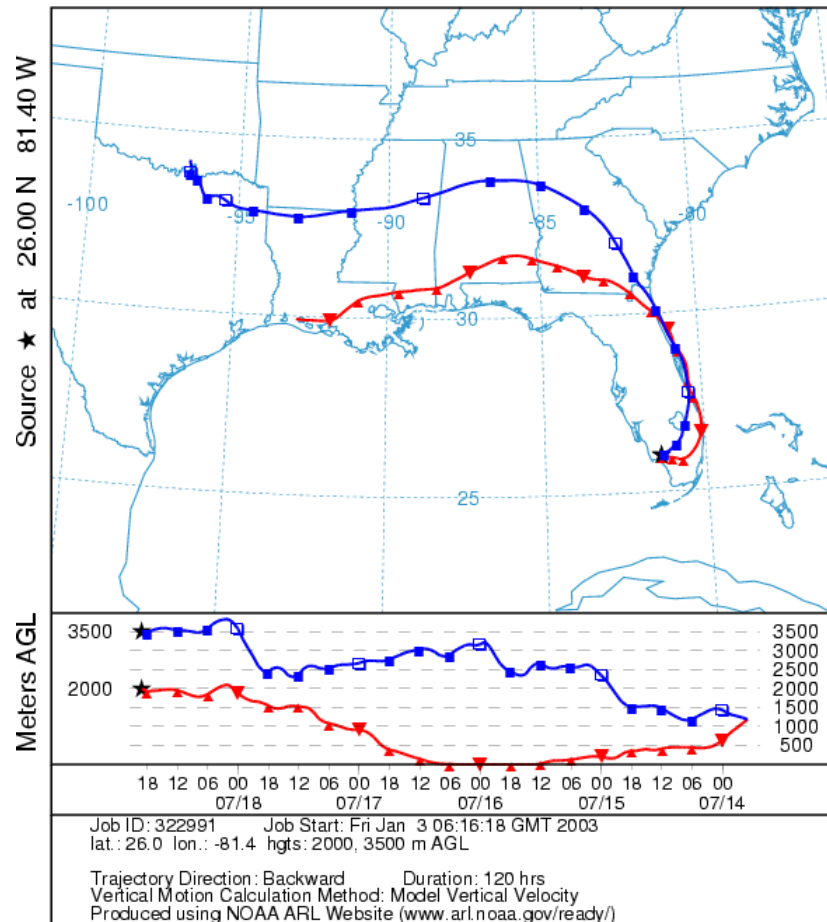 Source ★ at 26.00 N 81.40 W
35
-100
-95
-90
-85
-80
30
25
Meters AGL
3500
2000
3500
3000
2500
2000
1500
1000
500
18 12 06 00 18 12 06 00 18 12 06 00 18 12 06 00 18 12 06 00
07/18 07/17 07/16 07/15 07/14
Job ID: 322991 Job Start: Fri Jan 3 06:16:18 GMT 2003
lat.: 26.0 lon.: -81.4 hgts: 2000, 3500 m AGL
Trajectory Direction: Backward Duration: 120 hrs
Vertical Motion Calculation Method: Model Vertical Velocity
Produced using NOAA ARL Website (www.arl.noaa.gov/ready/)